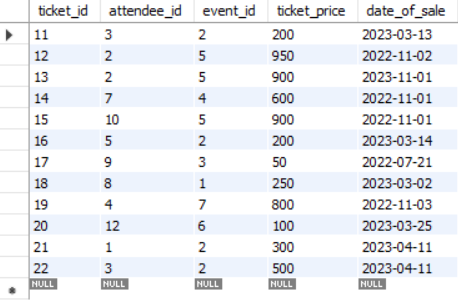 ticket_id attendee_id event_id ticket_price date_of_sale
11 3 2 200 2023-03-13
12 2 5 950 2022-11-02
13 2 5 900 2023-11-01
14 7 4 600 2022-11-01
15 10 5 900 2022-11-01
16 5 2 200 2023-03-14
17 9 3 50 2022-07-21
18 8 1 250 2023-03-02
19 4 7 800 2022-11-03
20 12 6 100 2023-03-25
21 1 2 300 2023-04-11
22 3 2 500 2023-04-11
NULL NULL NULL NULL NULL